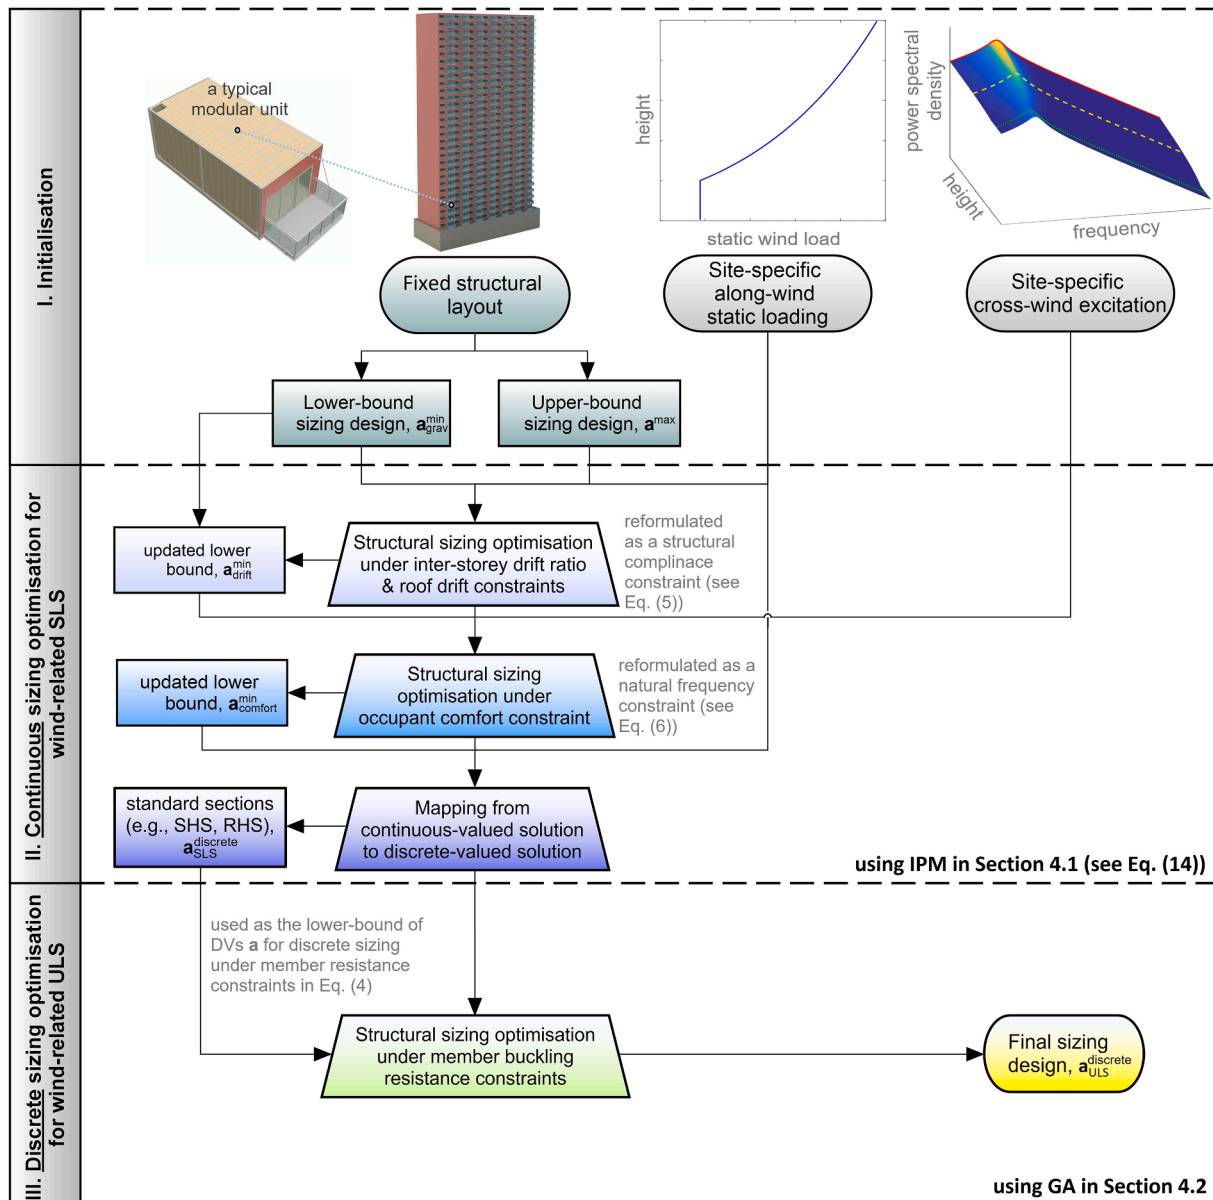 I. Initialisation
a typical
modular unit
height
static wind load
power spectral
density
height
frequency
Fixed structural
layout
Site-specific
along-wind
static loading
Site-specific
cross-wind excitation
Lower-bound
sizing design, a^min_grav
Upper-bound
sizing design, a^max
II. Continuous sizing optimisation for
wind-related SLS
updated lower
bound, a^min_drift
Structural sizing optimisation
under inter-storey drift ratio
& roof drift constraints
reformulated
as a structural
complinace
constraint (see
Eq. (5))
updated lower
bound, a^min_comfort
Structural sizing
optimisation under
occupant comfort constraint
reformulated as a
natural frequency
constraint (see
Eq. (6))
standard sections
(e.g., SHS, RHS),
a^discrete_SLS
Mapping from
continuous-valued solution
to discrete-valued solution
using IPM in Section 4.1 (see Eq. (14))
III. Discrete sizing optimisation
for wind-related ULS
used as the lower-bound of
DVs a for discrete sizing
under member resistance
constraints in Eq. (4)
Structural sizing optimisation
under member buckling
resistance constraints
Final sizing
design, a^discrete_ULS
using GA in Section 4.2